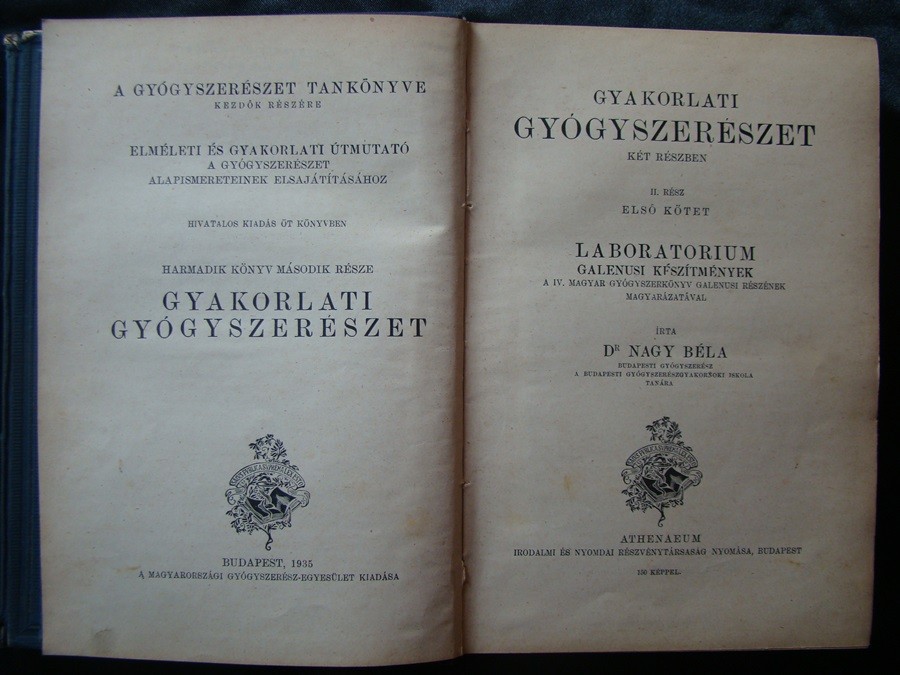 A GYÓGYSZERÉSZET TANKÖNYVE
KEZDŐK RÉSZÉRE
ELMÉLETI ÉS GYAKORLATI ÚTMUTATÓ
A GYÓGYSZERÉSZET
ALAPISMERETEINEK ELSAJÁTÍTÁSÁHOZ
HIVATALOS KIADÁS ÖT KÖNYVBEN
HARMADIK KÖNYV MÁSODIK RÉSZE
GYAKORLATI
GYÓGYSZERÉSZET
BUDAPEST, 1935
A MAGYARORSZÁGI GYÓGYSZERÉSZ-EGYESÜLET KIADÁSA
GYAKORLATI
GYÓGYSZERÉSZET
KÉT RÉSZBEN
II. RÉSZ
ELSŐ KÖTET
LABORATORIUM
GALENUSI KÉSZÍTMÉNYEK
A IV. MAGYAR GYÓGYSZERKÖNYV GALENUSI RÉSZÉNEK
MAGYARÁZATÁVAL
ÍRTA
DR NAGY BÉLA
BUDAPESTI GYÓGYSZERÉSZ
A BUDAPESTI GYÓGYSZERÉSZGYAKORNOKI ISKOLA
TANÁRA
ATHENAEUM
IRODALMI ÉS NYOMDAI RÉSZVÉNYTÁRSASÁG NYOMÁSA, BUDAPEST
150 KÉPPEL.